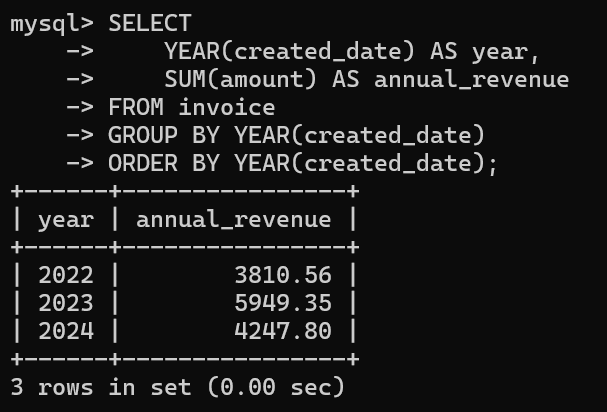 mysql> SELECT
    ->     YEAR(created_date) AS year,
    ->     SUM(amount) AS annual_revenue
    -> FROM invoice
    -> GROUP BY YEAR(created_date)
    -> ORDER BY YEAR(created_date);
+------+----------------+
| year | annual_revenue |
+------+----------------+
| 2022 |        3810.56 |
| 2023 |        5949.35 |
| 2024 |        4247.80 |
+------+----------------+
3 rows in set (0.00 sec)